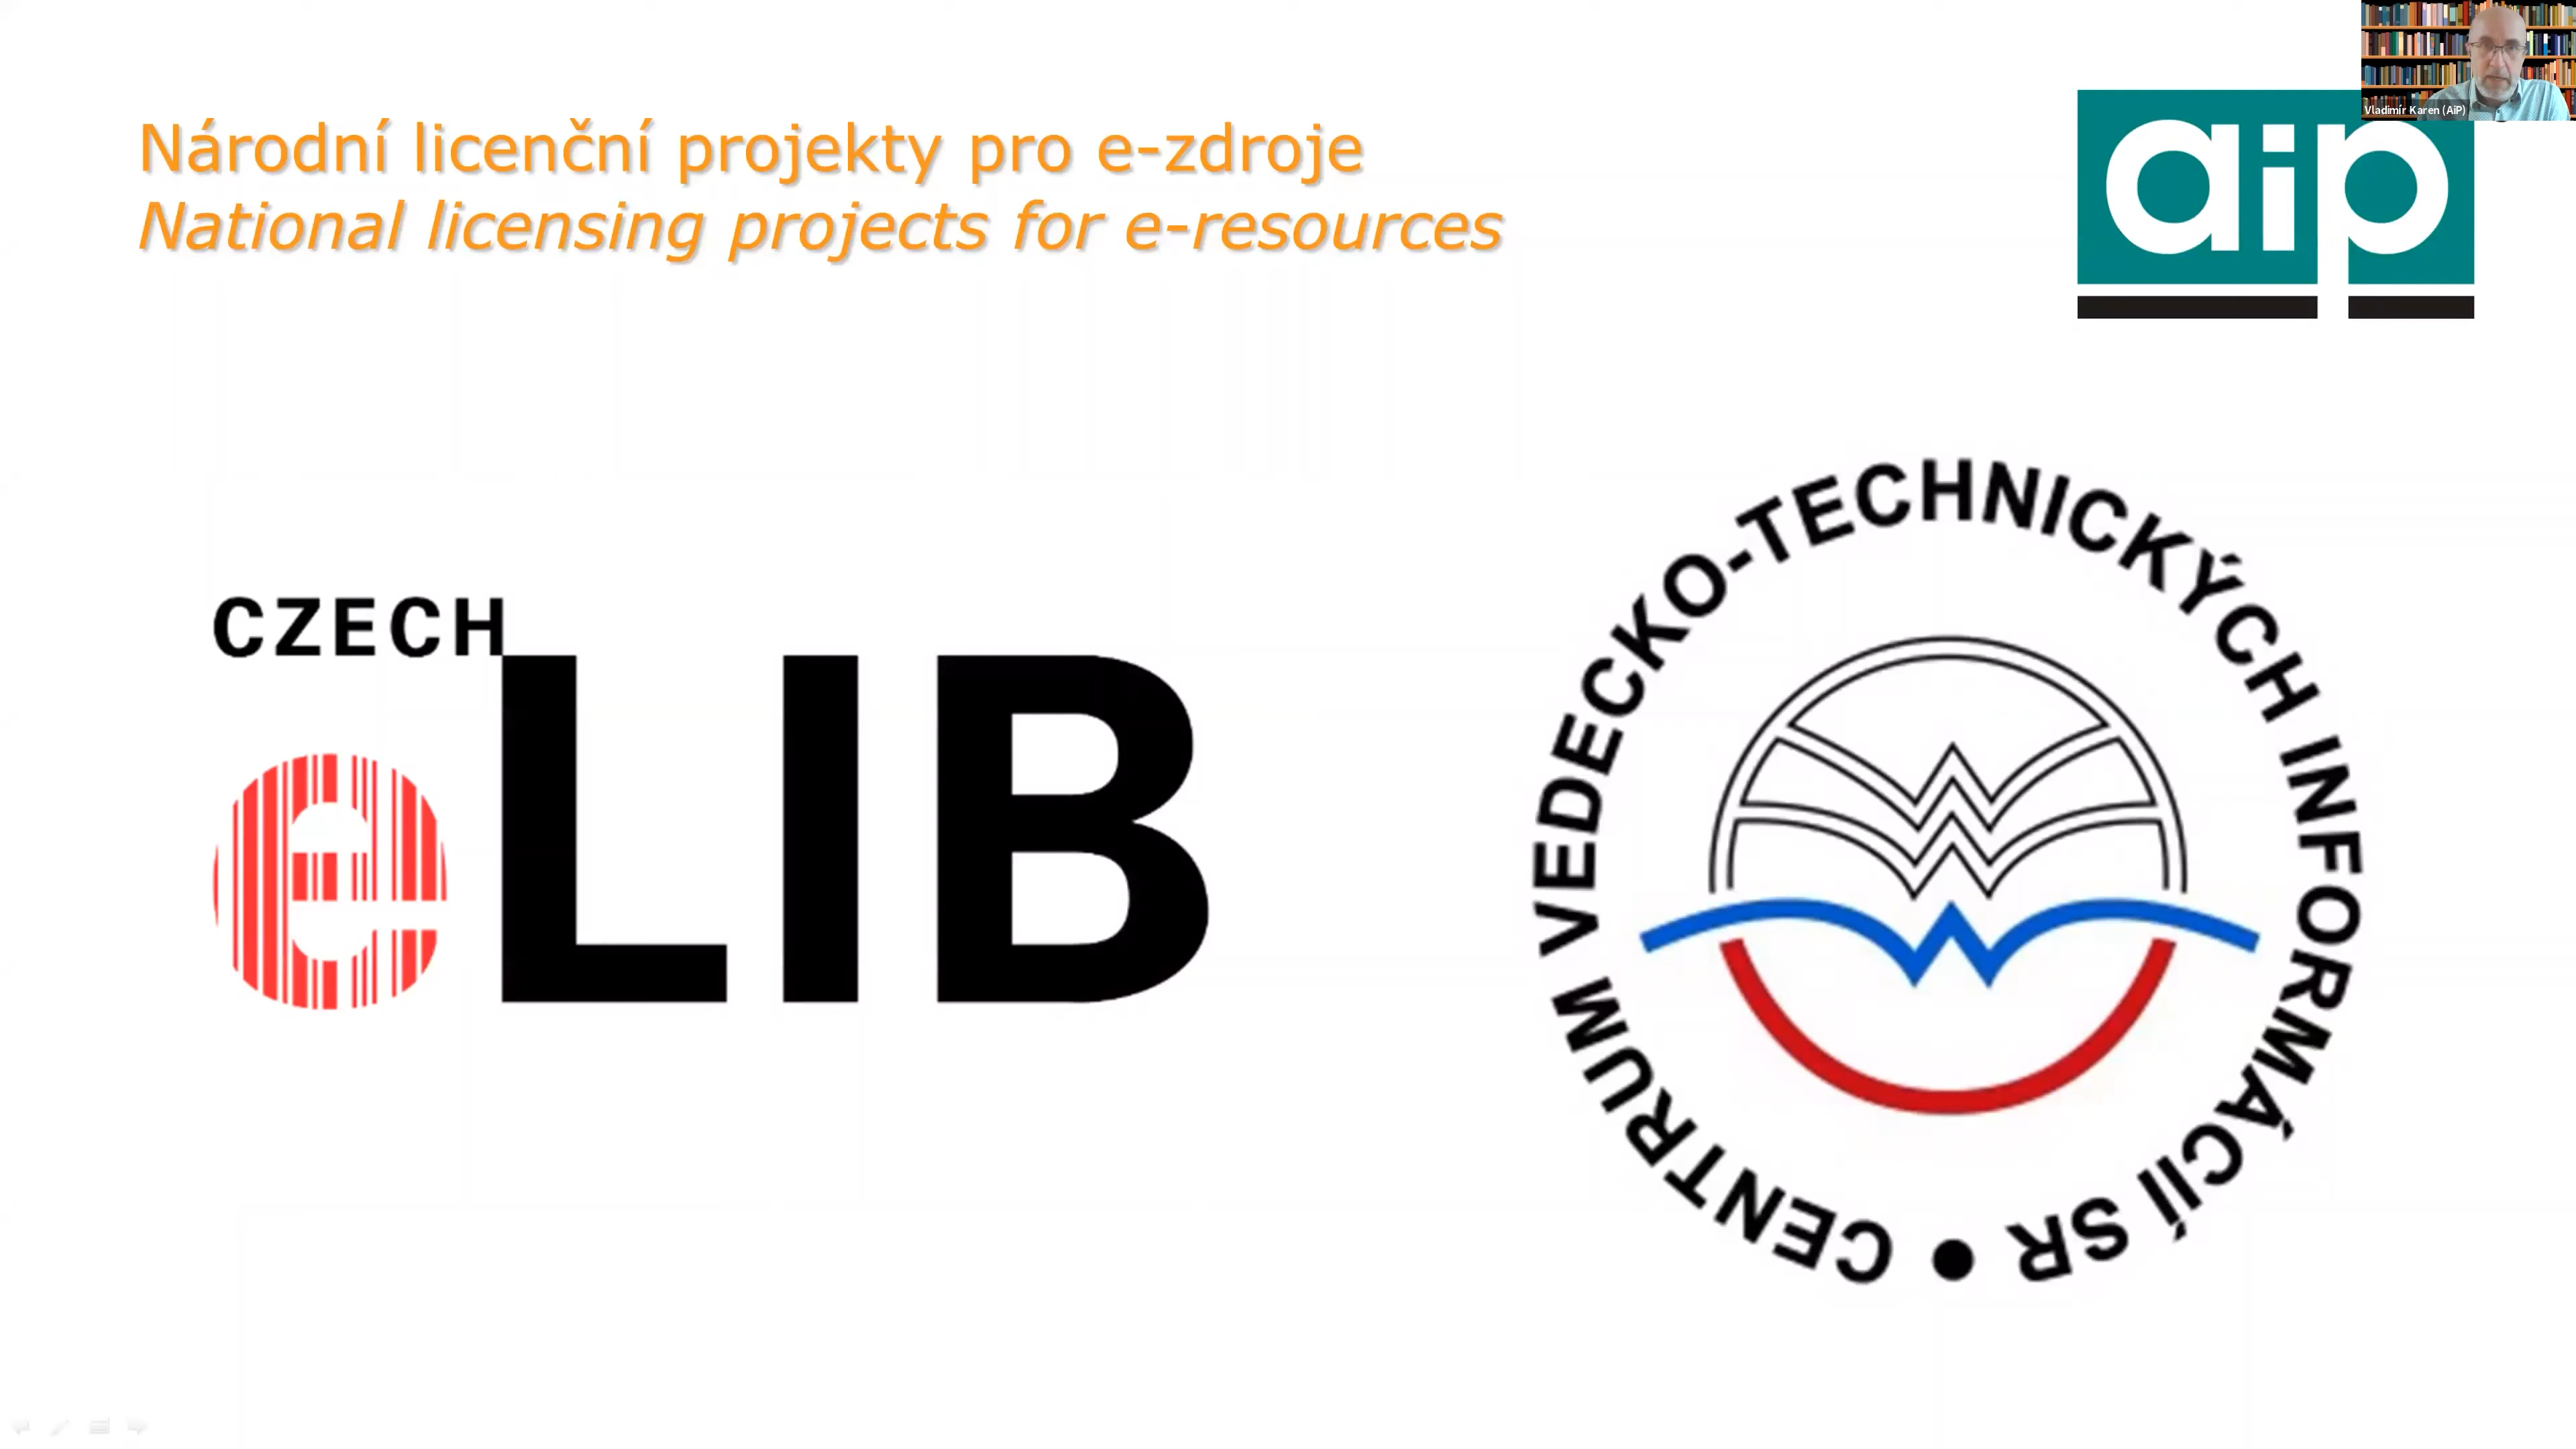 Národní licenční projekty pro e-zdroje
National licensing projects for e-resources
aip
Vladimír Karen (AiP)
CZECH
eLIB
CENTRUM VEDECKO-TECHNICKÝCH INFORMÁCIÍ SR •